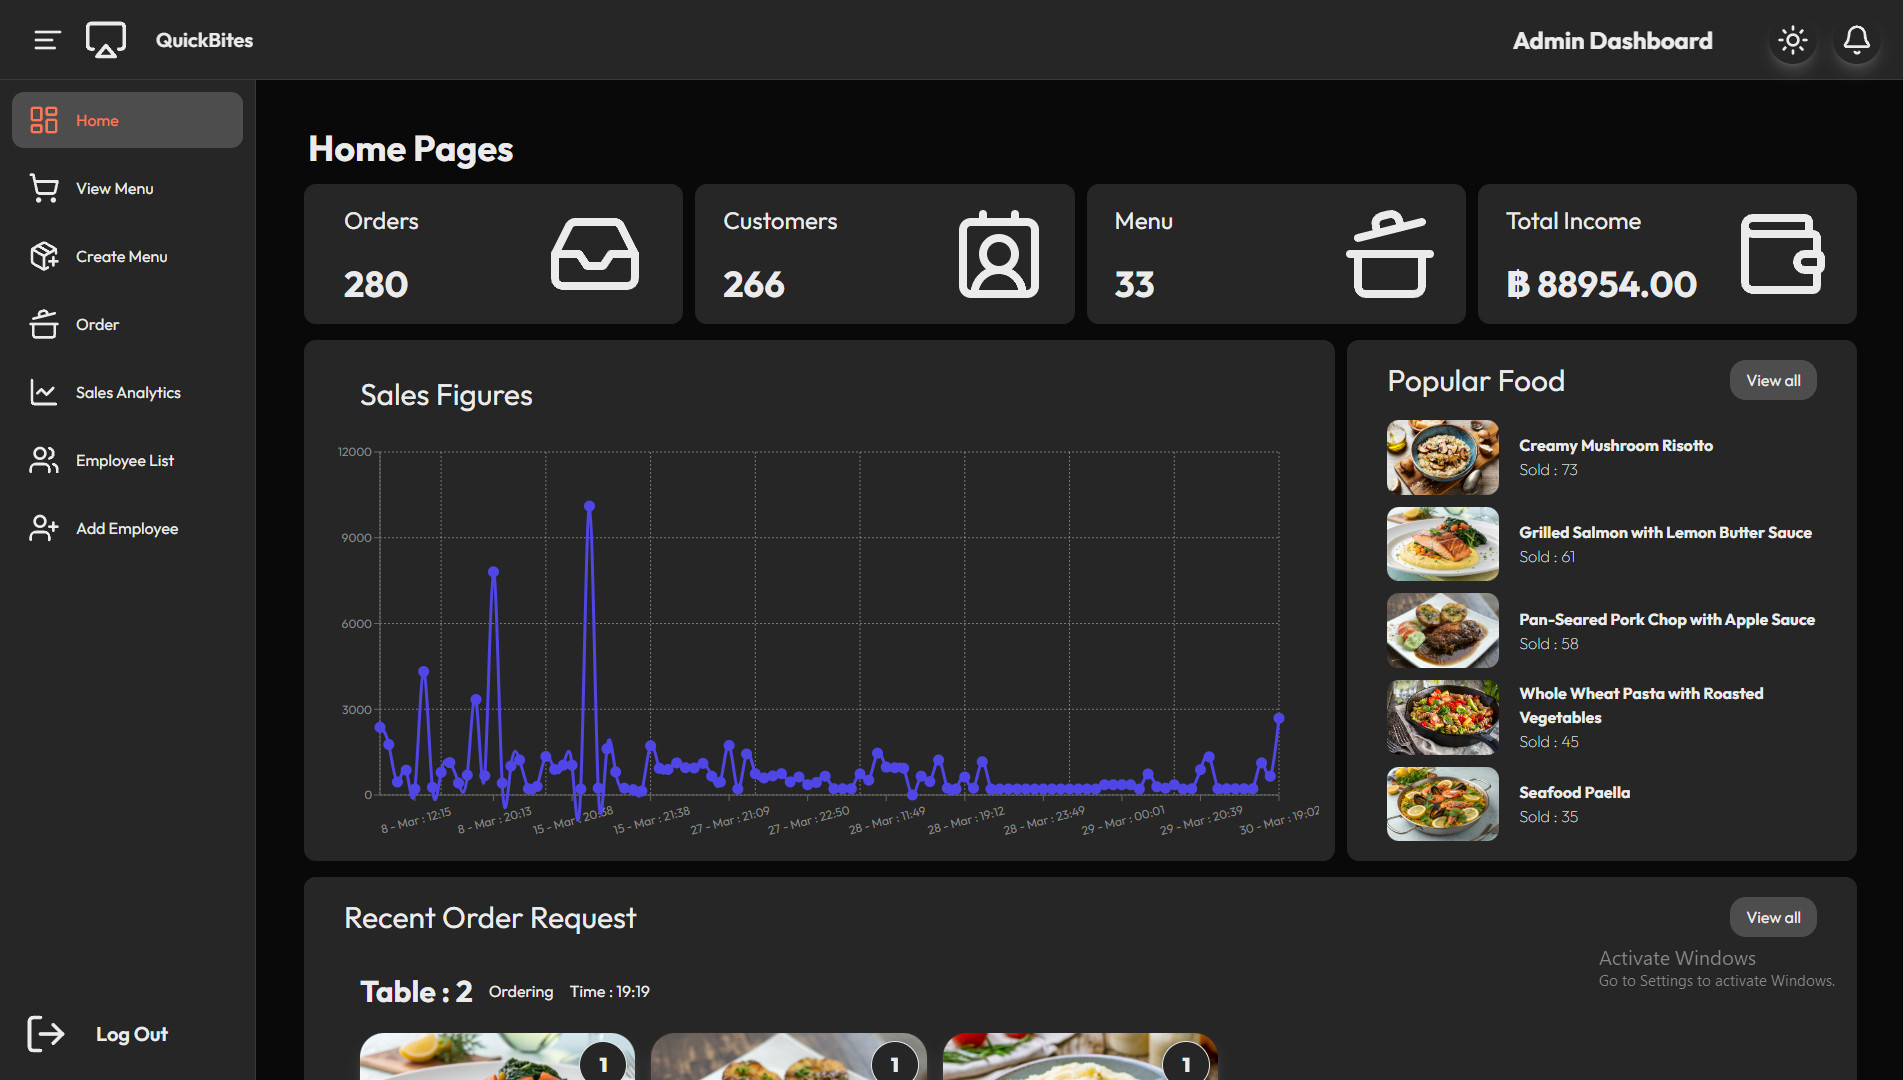 QuickBites
Admin Dashboard
Home
View Menu
Create Menu
Order
Sales Analytics
Employee List
Add Employee
Log Out
Home Pages
Orders
280
Customers
266
Menu
33
Total Income
฿ 88954.00
Sales Figures
12000
9000
6000
3000
0
8 - Mar : 12:15
8 - Mar : 20:13
15 - Mar : 20:38
15 - Mar : 21:38
27 - Mar : 21:09
27 - Mar : 22:50
28 - Mar : 11:49
28 - Mar : 19:12
28 - Mar : 23:49
29 - Mar : 00:01
29 - Mar : 20:39
30 - Mar : 19:02
Popular Food
View all
Creamy Mushroom Risotto
Sold : 73
Grilled Salmon with Lemon Butter Sauce
Sold : 61
Pan-Seared Pork Chop with Apple Sauce
Sold : 58
Whole Wheat Pasta with Roasted
Vegetables
Sold : 45
Seafood Paella
Sold : 35
Recent Order Request
View all
Table : 2 Ordering Time : 19:19
1
1
1
Activate Windows
Go to Settings to activate Windows.